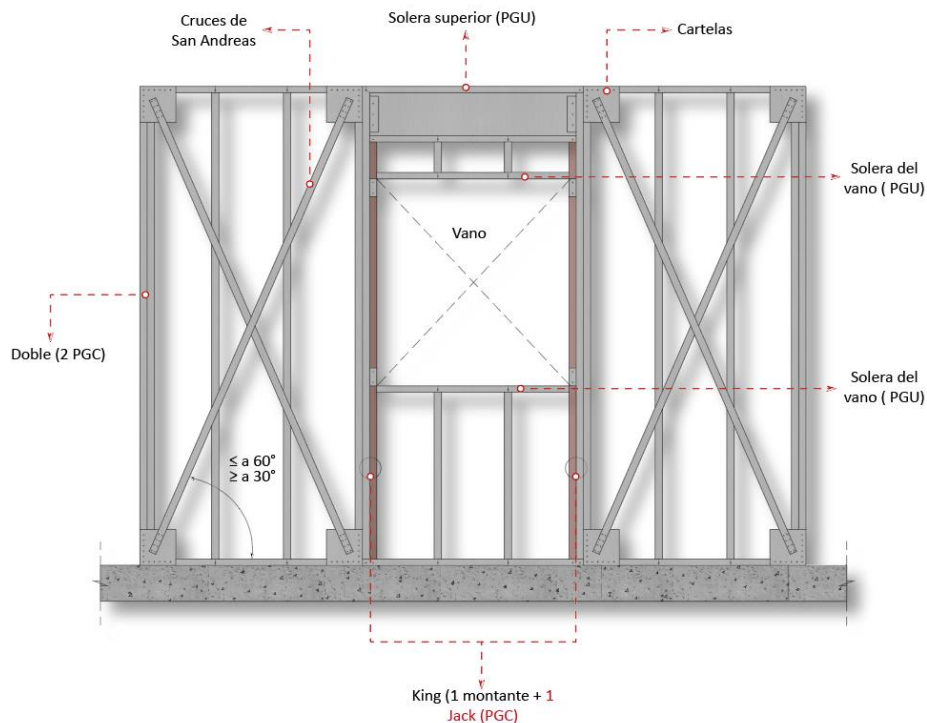 Cruces de
San Andreas
Solera superior (PGU)
Cartelas
Solera del
vano ( PGU)
Vano
Doble (2 PGC)
Solera del
vano ( PGU)
≤ a 60°
≥ a 30°
King (1 montante + 1
Jack (PGC)